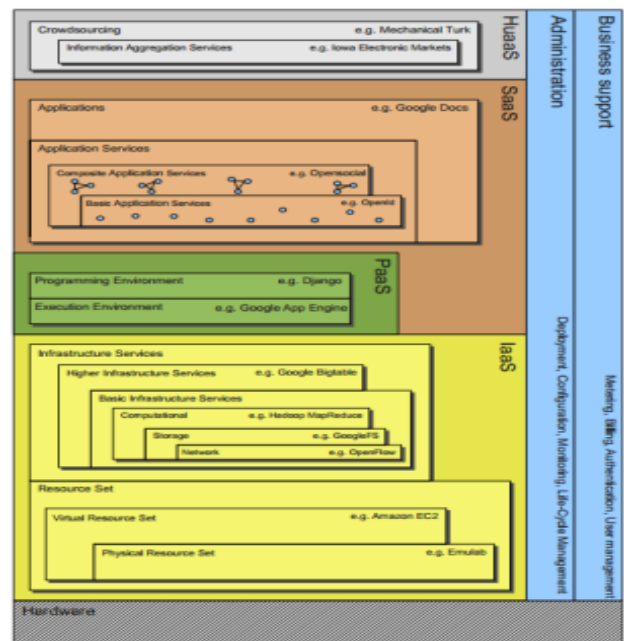 Crowdsourcing e.g. Mechanical Turk
Information Aggregation Services e.g. Iowa Electronic Markets
HuaaS
Applications e.g. Google Docs
Application Services
Composite Application Services e.g. Opensocial
Basic Application Services e.g. OpenId
SaaS
Programming Environment e.g. Django
Execution Environment e.g. Google App Engine
PaaS
Infrastructure Services
Higher Infrastructure Services e.g. Google Bigtable
Basic Infrastructure Services
Computational e.g. Hadoop MapReduce
Storage e.g. GoogleFS
Network e.g. OpenFlow
Resource Set
Virtual Resource Set e.g. Amazon EC2
Physical Resource Set e.g. Emulab
IaaS
Hardware
Administration
Deployment, Configuration, Monitoring, Life-Cycle Management
Business support
Metering, Billing, Authentication, User management